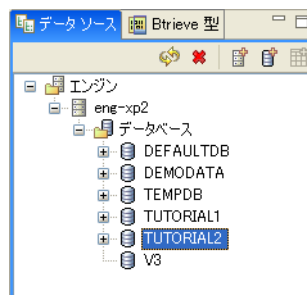 データ ソース Btrieve 型
エンジン
eng-xp2
データベース
DEFAULTDB
DEMODATA
TEMPDB
TUTORIAL1
TUTORIAL2
V3